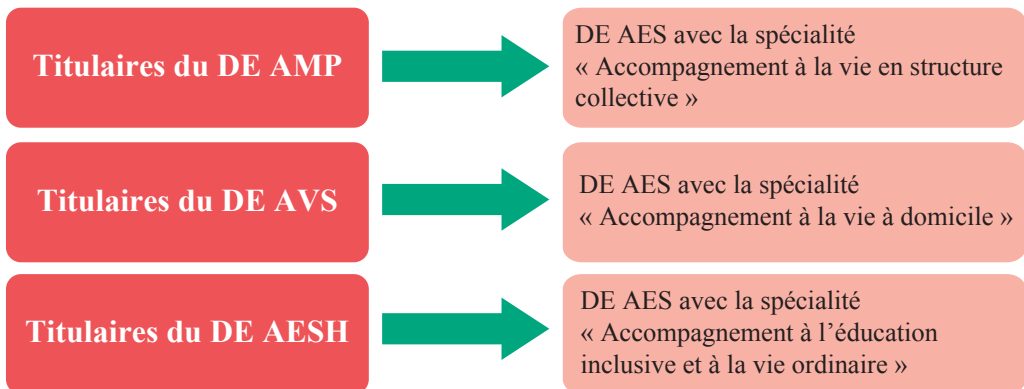 Titulaires du DE AMP
DE AES avec la spécialité
« Accompagnement à la vie en structure
collective »
Titulaires du DE AVS
DE AES avec la spécialité
« Accompagnement à la vie à domicile »
Titulaires du DE AESH
DE AES avec la spécialité
« Accompagnement à l’éducation
inclusive et à la vie ordinaire »